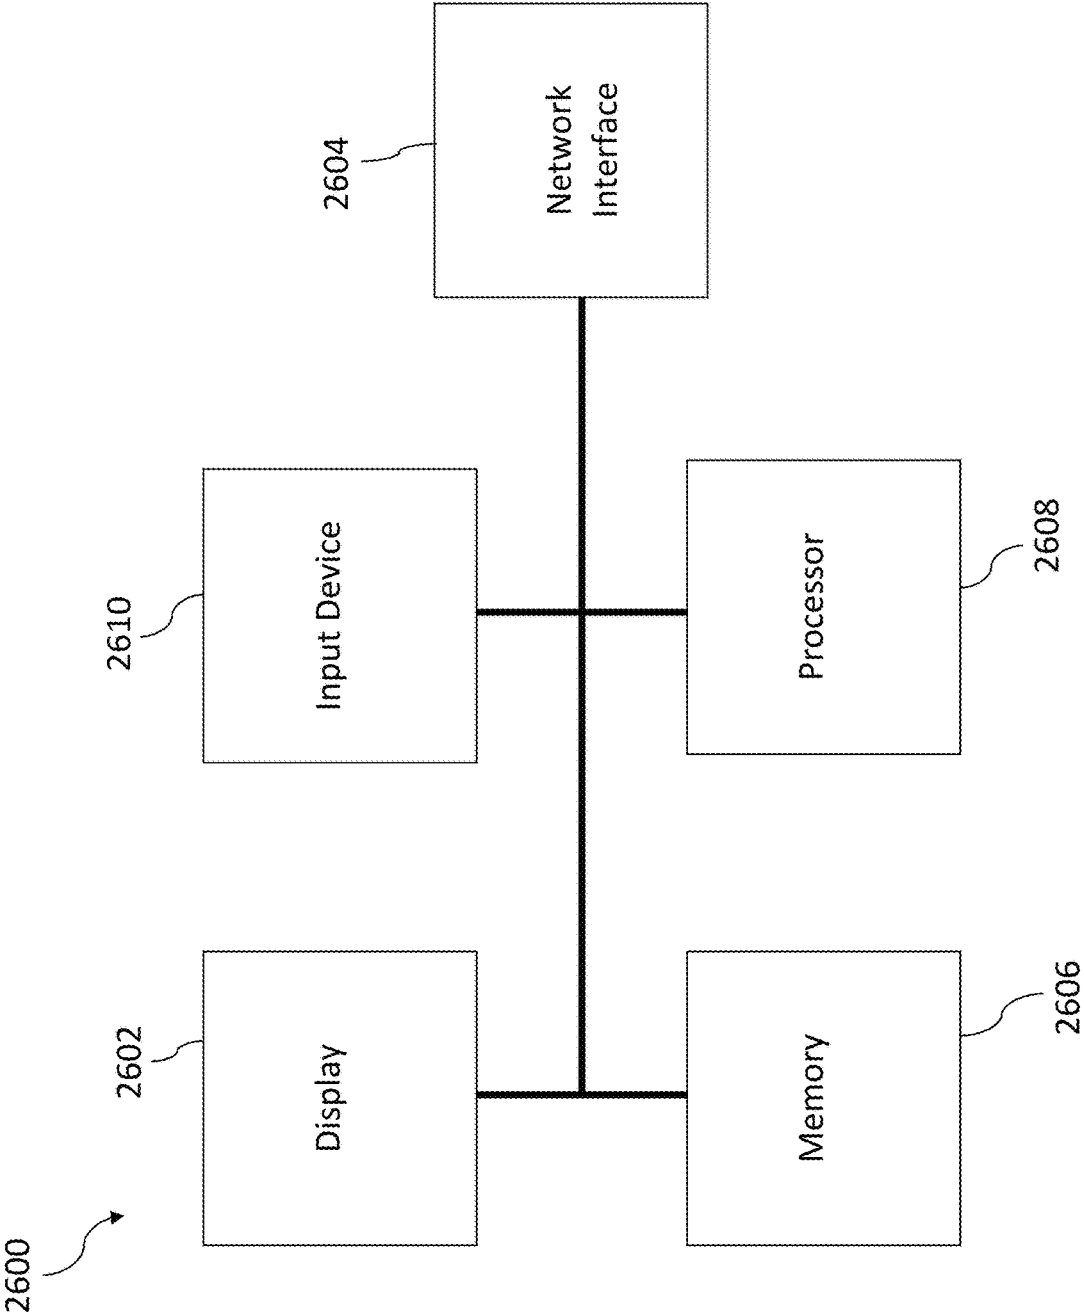 2600
2602
2610
2604
Display
Input Device
Network
Interface
Memory
Processor
2606
2608